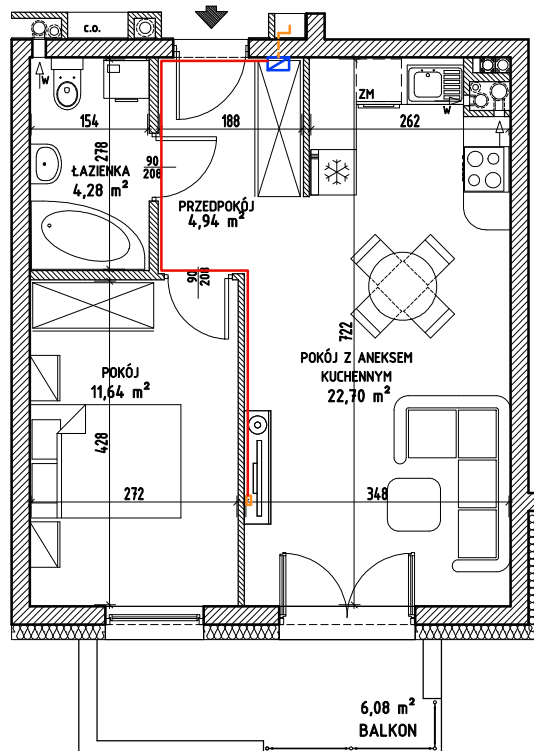 C.O.
W
ZM
W
154
188
262
278
ŁAZIENKA
4,28 m²
90
208
PRZEDPOKÓJ
4,94 m²
90
208
722
POKÓJ Z ANEKSEM
KUCHENNYM
22,70 m²
POKÓJ
11,64 m²
428
272
348
6,08 m²
BALKON